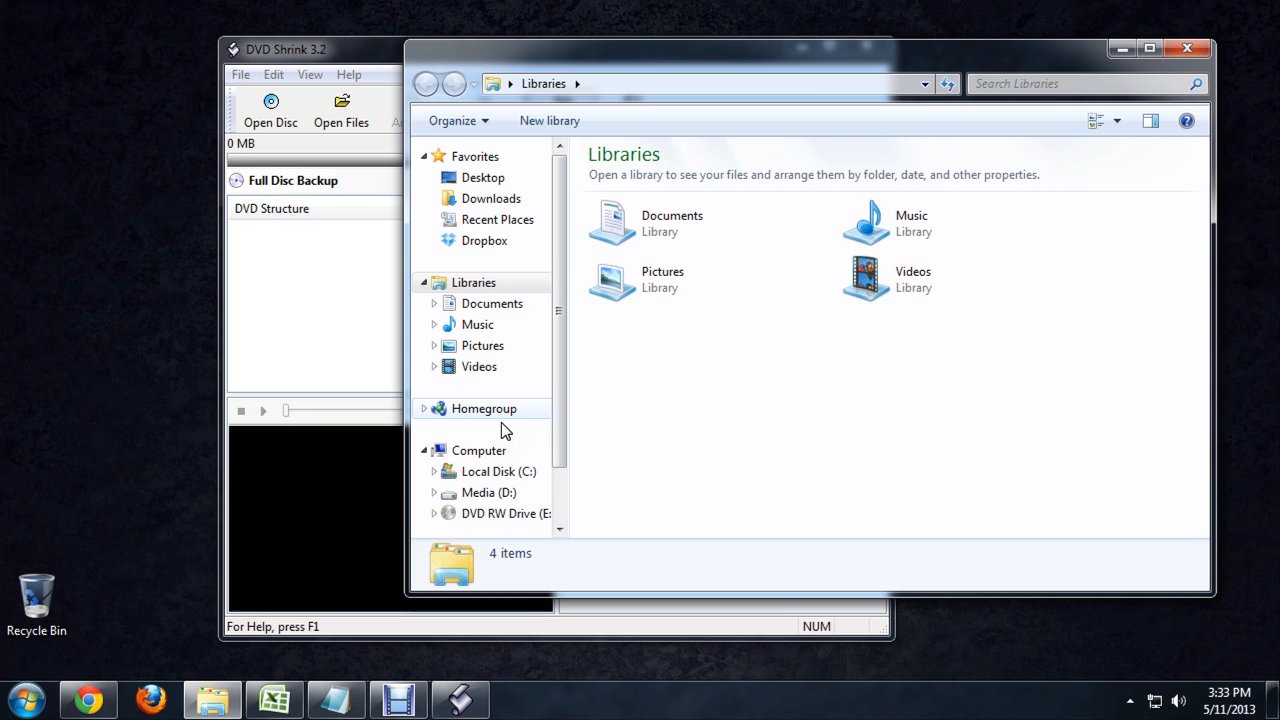 DVD Shrink 3.2
File Edit View Help
Open Disc Open Files
0 MB
Full Disc Backup
DVD Structure
For Help, press F1
NUM
Libraries
Search Libraries
Organize New library
Favorites
Desktop
Downloads
Recent Places
Dropbox
Libraries
Documents
Music
Pictures
Videos
Homegroup
Computer
Local Disk (C:)
Media (D:)
DVD RW Drive (E:
Libraries
Open a library to see your files and arrange them by folder, date, and other properties.
Documents
Library
Music
Library
Pictures
Library
Videos
Library
4 items
Recycle Bin
3:33 PM
5/11/2013